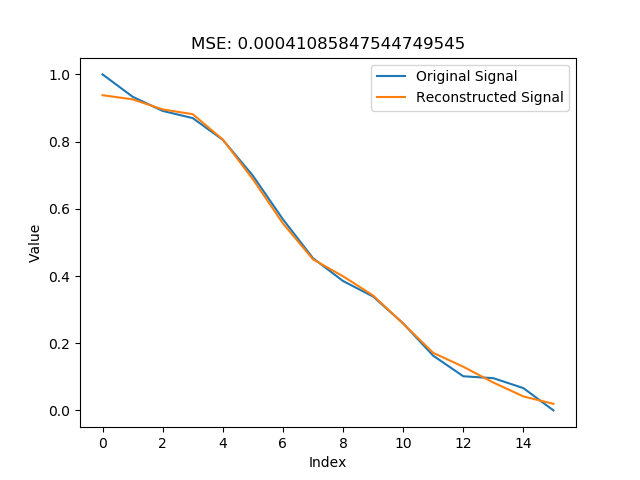 MSE: 0.00041085847544749545
Original Signal
Reconstructed Signal
1.0
0.8
0.6
0.4
0.2
0.0
Value
0 2 4 6 8 10 12 14
Index